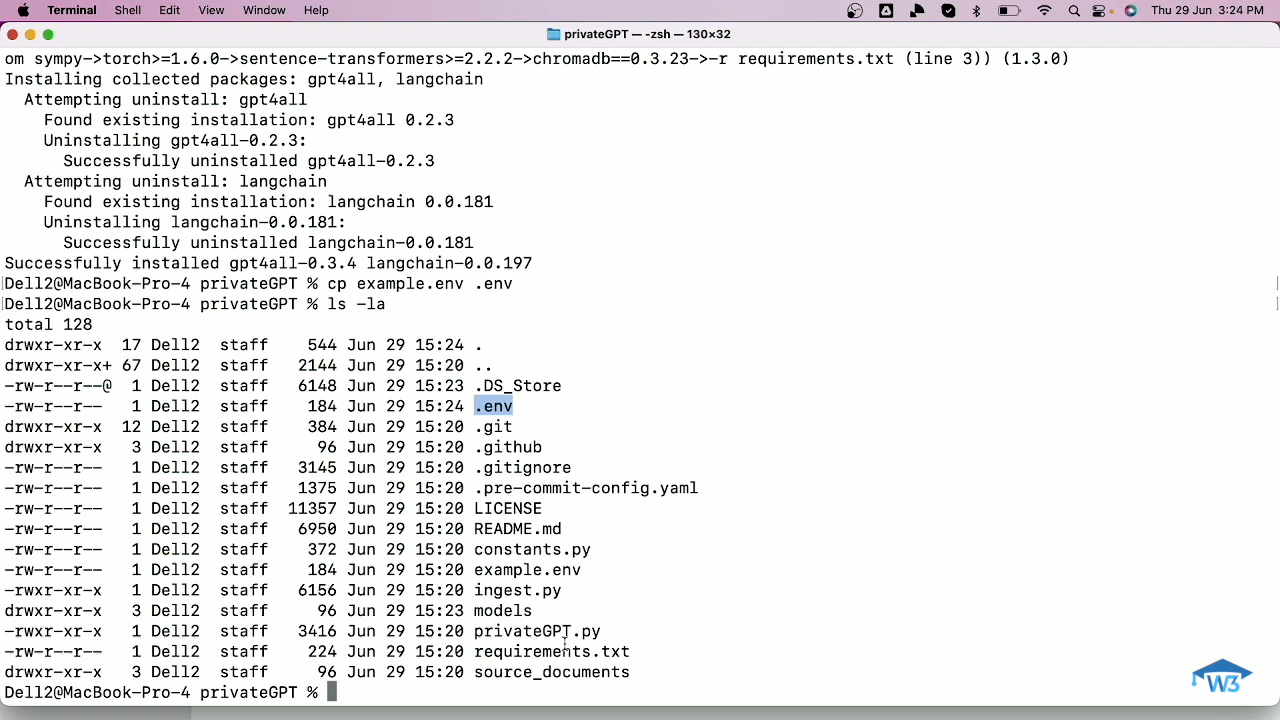 Terminal Shell Edit View Window Help Thu 29 Jun 3:24 PM
privateGPT — -zsh — 130×32
om sympy->torch>=1.6.0->sentence-transformers>=2.2.2->chromadb==0.3.23->-r requirements.txt (line 3)) (1.3.0)
Installing collected packages: gpt4all, langchain
  Attempting uninstall: gpt4all
    Found existing installation: gpt4all 0.2.3
    Uninstalling gpt4all-0.2.3:
      Successfully uninstalled gpt4all-0.2.3
  Attempting uninstall: langchain
    Found existing installation: langchain 0.0.181
    Uninstalling langchain-0.0.181:
      Successfully uninstalled langchain-0.0.181
Successfully installed gpt4all-0.3.4 langchain-0.0.197
[Dell2@MacBook-Pro-4 privateGPT % cp example.env .env ]
[Dell2@MacBook-Pro-4 privateGPT % ls -la ]
total 128
drwxr-xr-x  17 Dell2  staff    544 Jun 29 15:24 .
drwxr-xr-x+ 67 Dell2  staff   2144 Jun 29 15:20 ..
-rw-r--r--@  1 Dell2  staff   6148 Jun 29 15:23 .DS_Store
-rw-r--r--   1 Dell2  staff    184 Jun 29 15:24 .env
drwxr-xr-x  12 Dell2  staff    384 Jun 29 15:20 .git
drwxr-xr-x   3 Dell2  staff     96 Jun 29 15:20 .github
-rw-r--r--   1 Dell2  staff   3145 Jun 29 15:20 .gitignore
-rw-r--r--   1 Dell2  staff   1375 Jun 29 15:20 .pre-commit-config.yaml
-rw-r--r--   1 Dell2  staff  11357 Jun 29 15:20 LICENSE
-rw-r--r--   1 Dell2  staff   6950 Jun 29 15:20 README.md
-rw-r--r--   1 Dell2  staff    372 Jun 29 15:20 constants.py
-rw-r--r--   1 Dell2  staff    184 Jun 29 15:20 example.env
-rwxr-xr-x   1 Dell2  staff   6156 Jun 29 15:20 ingest.py
drwxr-xr-x   3 Dell2  staff     96 Jun 29 15:23 models
-rwxr-xr-x   1 Dell2  staff   3416 Jun 29 15:20 privateGPT.py
-rw-r--r--   1 Dell2  staff    224 Jun 29 15:20 requirements.txt
drwxr-xr-x   3 Dell2  staff     96 Jun 29 15:20 source_documents
Dell2@MacBook-Pro-4 privateGPT %
W3